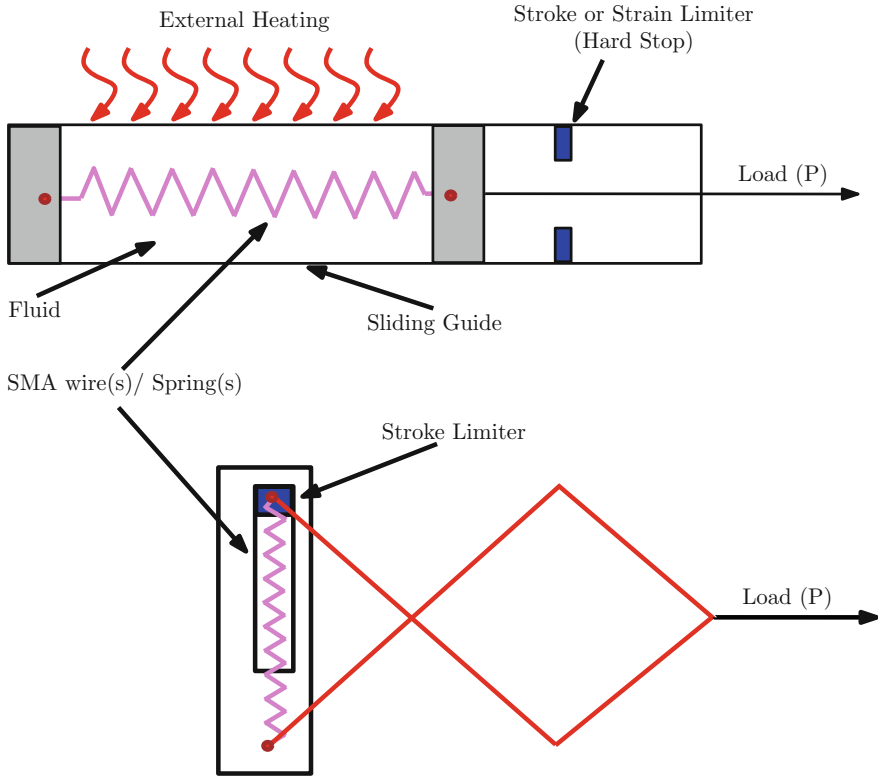 External Heating
Stroke or Strain Limiter
(Hard Stop)
Load (P)
Fluid
Sliding Guide
SMA wire(s)/ Spring(s)
Stroke Limiter
Load (P)